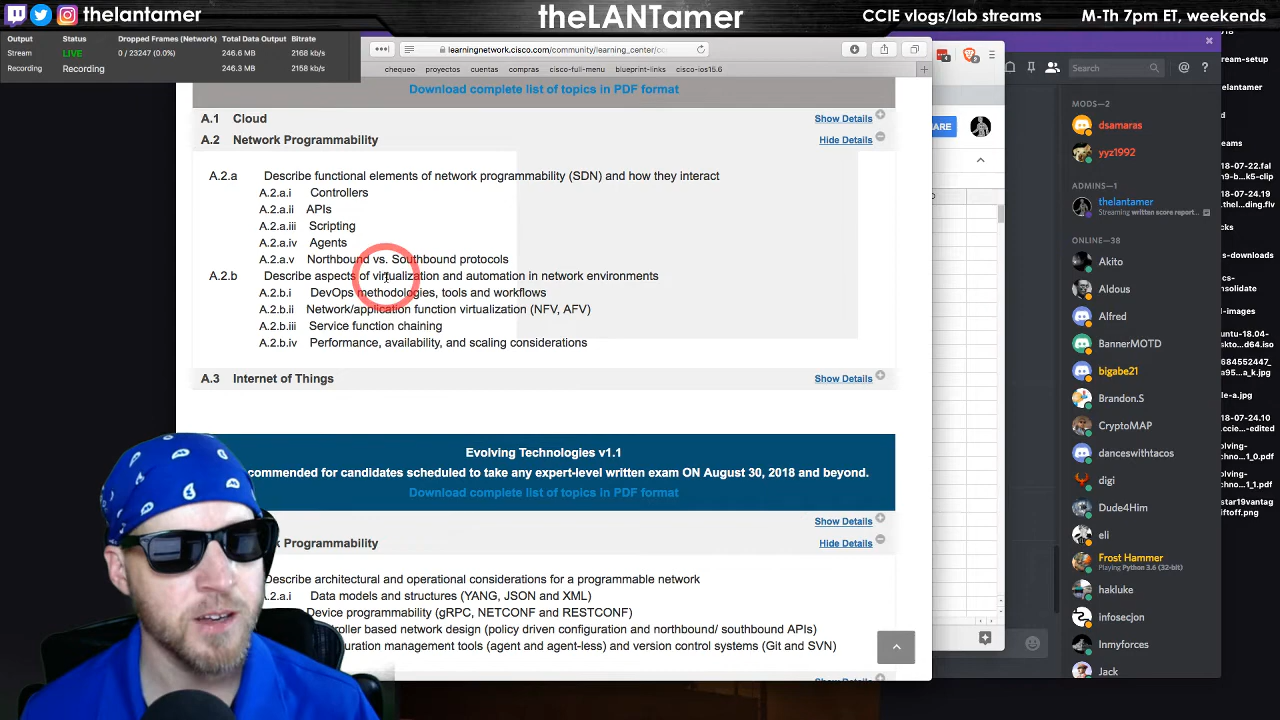 thelantamer
theLANTamer
CCIE vlogs/lab streams
M-Th 7pm ET, weekends
Output Status Dropped Frames (Network) Total Data Output Bitrate
Stream LIVE 0 / 23247 (0.0%) 246.6 MB 2168 kb/s
Recording Recording 246.3 MB 2158 kb/s
learningnetwork.cisco.com/community/learning_center/cc
chequeo proyectos cuentas compras cisco-full-menu blueprint-links cisco-ios15.6
Download complete list of topics in PDF format
A.1 Cloud Show Details
A.2 Network Programmability Hide Details
A.2.a Describe functional elements of network programmability (SDN) and how they interact
A.2.a.i Controllers
A.2.a.ii APIs
A.2.a.iii Scripting
A.2.a.iv Agents
A.2.a.v Northbound vs. Southbound protocols
A.2.b Describe aspects of virtualization and automation in network environments
A.2.b.i DevOps methodologies, tools and workflows
A.2.b.ii Network/application function virtualization (NFV, AFV)
A.2.b.iii Service function chaining
A.2.b.iv Performance, availability, and scaling considerations
A.3 Internet of Things Show Details
Evolving Technologies v1.1
commended for candidates scheduled to take any expert-level written exam ON August 30, 2018 and beyond.
Download complete list of topics in PDF format
Show Details
k Programmability Hide Details
Describe architectural and operational considerations for a programmable network
A.2.a.i Data models and structures (YANG, JSON and XML)
Device programmability (gRPC, NETCONF and RESTCONF)
troller based network design (policy driven configuration and northbound/ southbound APIs)
uration management tools (agent and agent-less) and version control systems (Git and SVN)
ARE
Search
MODS—2
dsamaras
yyz1992
ADMINS—1
thelantamer
Streaming written score report...
ONLINE—38
Akito
Aldous
Alfred
BannerMOTD
bigabe21
Brandon.S
CryptoMAP
danceswithtacos
digi
Dude4Him
eli
Frost Hammer
Playing Python 3.6 (32-bit)
hakluke
infosecjon
Inmyforces
Jack